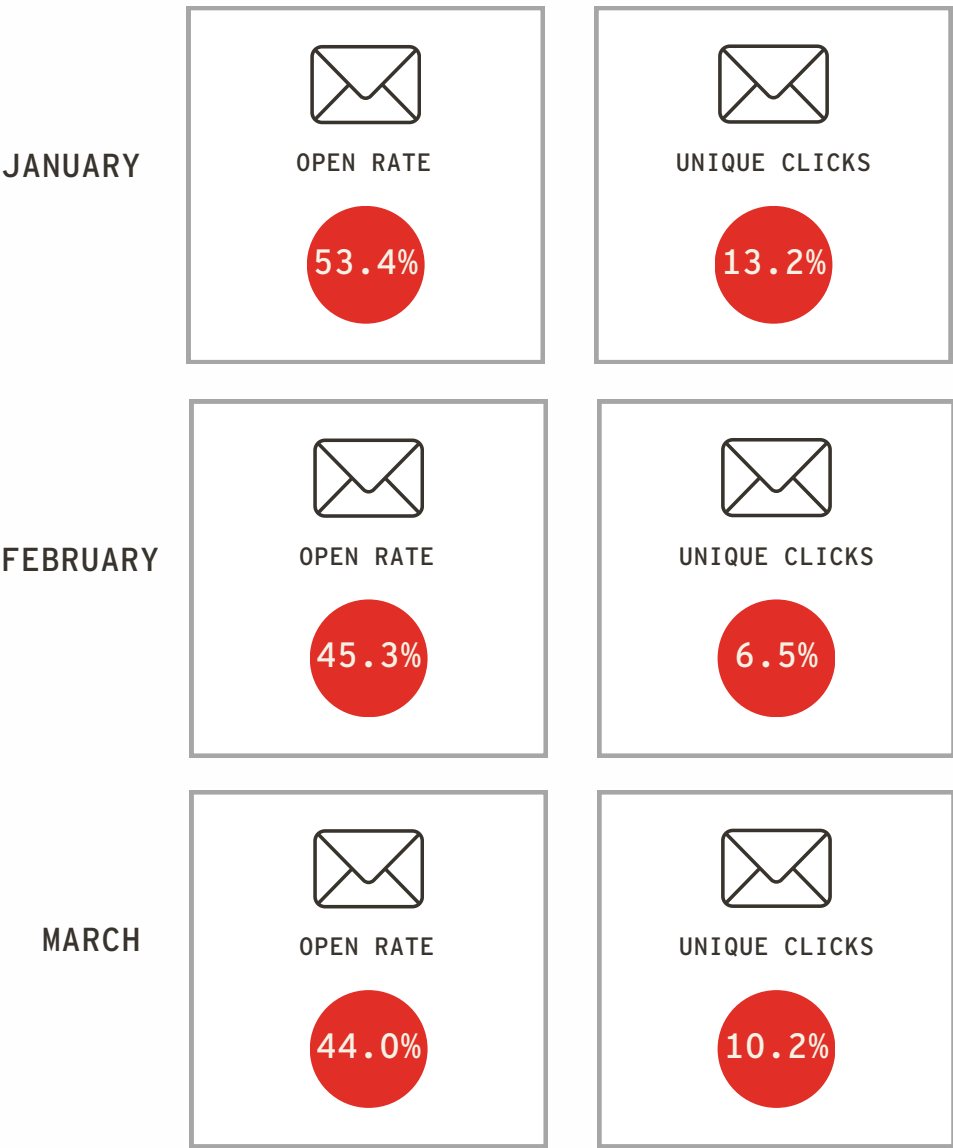 JANUARY
OPEN RATE
53.4%
UNIQUE CLICKS
13.2%
FEBRUARY
OPEN RATE
45.3%
UNIQUE CLICKS
6.5%
MARCH
OPEN RATE
44.0%
UNIQUE CLICKS
10.2%